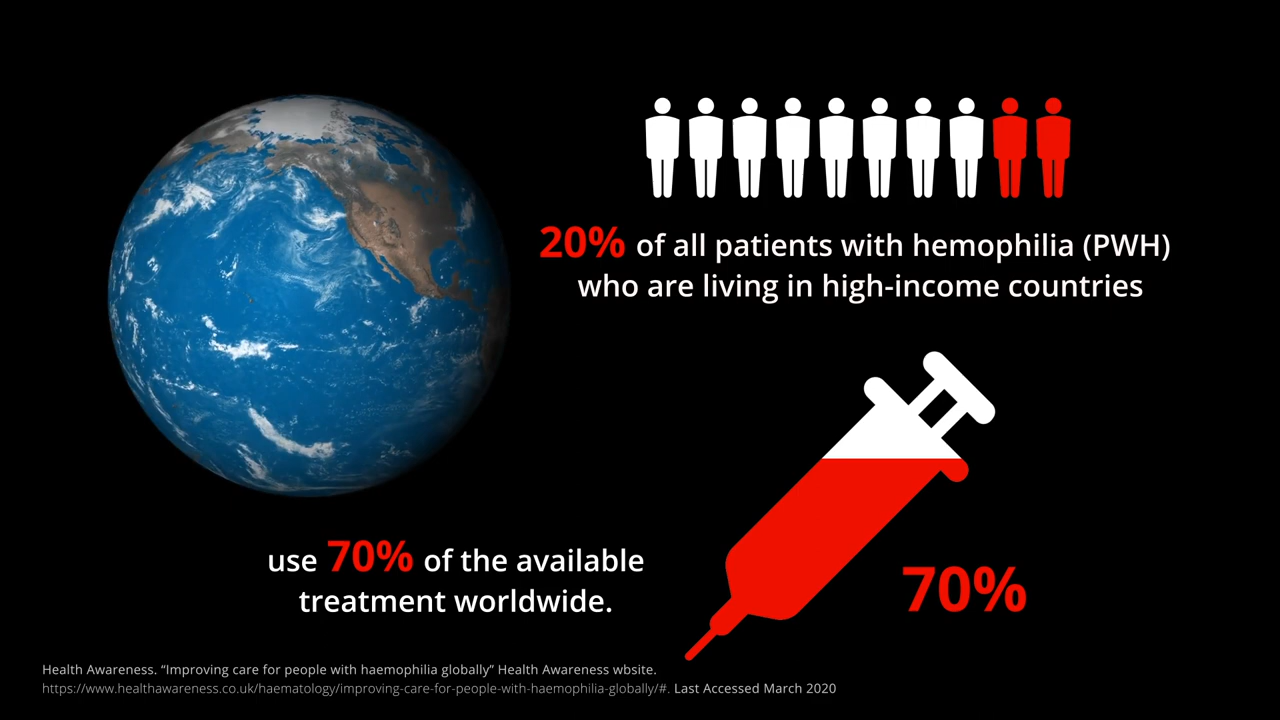 20% of all patients with hemophilia (PWH)
who are living in high-income countries
use 70% of the available
treatment worldwide.
70%
Health Awareness. “Improving care for people with haemophilia globally” Health Awareness wbsite.
https://www.healthawareness.co.uk/haematology/improving-care-for-people-with-haemophilia-globally/#. Last Accessed March 2020